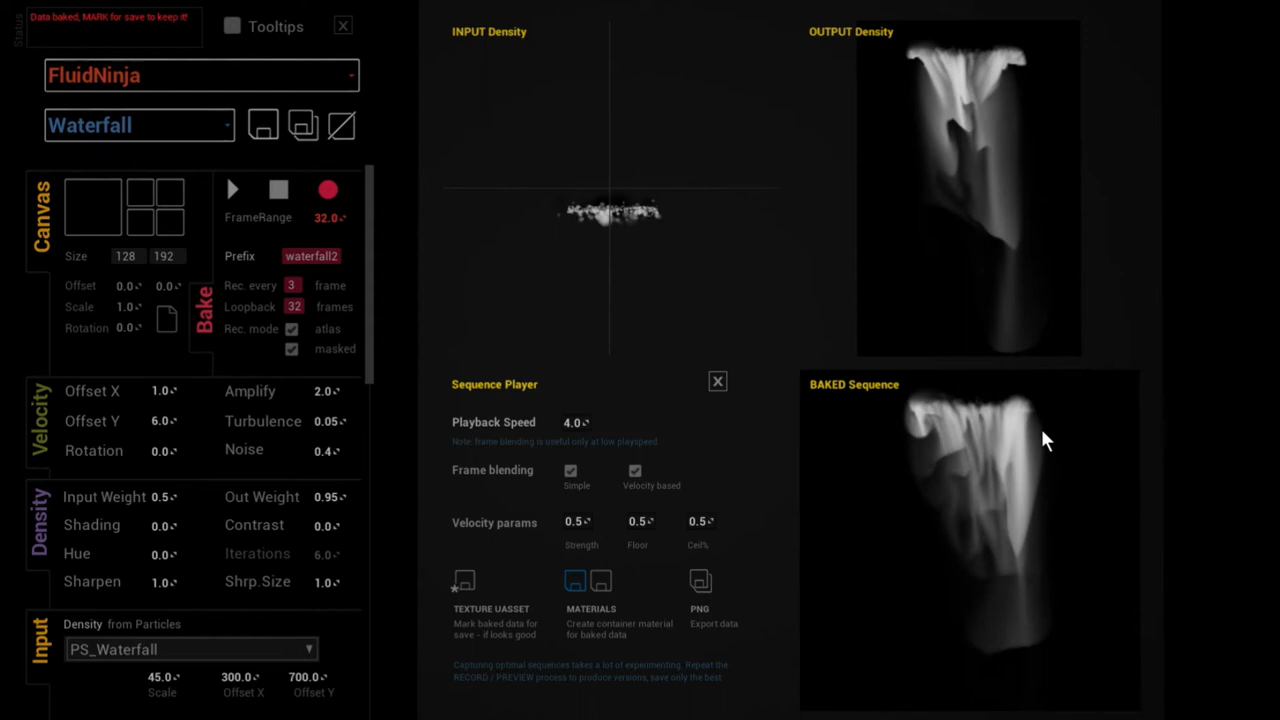 Status
Data baked, MARK for save to keep it!
Tooltips
FluidNinja
Waterfall
Canvas
Size 128 192
Offset 0.0 0.0
Scale 1.0
Rotation 0.0
Bake
FrameRange 32.0
Prefix waterfall2
Rec. every 3 frame
Loopback 32 frames
Rec. mode atlas
masked
Velocity
Offset X 1.0 Amplify 2.0
Offset Y 6.0 Turbulence 0.05
Rotation 0.0 Noise 0.4
Density
Input Weight 0.5 Out Weight 0.95
Shading 0.0 Contrast 0.0
Hue 0.0 Iterations 6.0
Sharpen 1.0 Shrp.Size 1.0
Input
Density from Particles
PS_Waterfall
45.0 300.0 700.0
Scale Offset X Offset Y
INPUT Density
OUTPUT Density
Sequence Player
X
Playback Speed 4.0
Note: frame blending is useful only at low playspeed.
Frame blending
Simple Velocity based
Velocity params 0.5 0.5 0.5
Strength Floor Ceil%
TEXTURE UASSET
Mark baked data for
save - if looks good
MATERIALS
Create container material
for baked data
PNG
Export data
Capturing optimal sequences takes a lot of experimenting. Repeat the
RECORD / PREVIEW process to produce versions, save only the best
BAKED Sequence